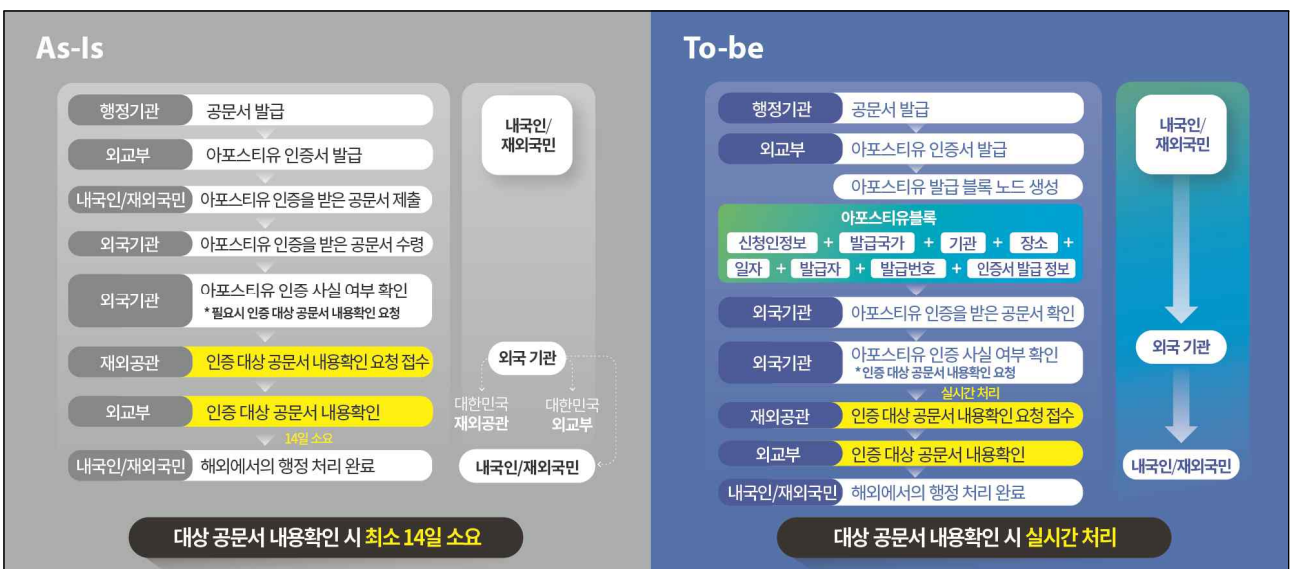 As-Is
행정기관 공문서 발급
외교부 아포스티유 인증서 발급
내국인/재외국민 아포스티유 인증을 받은 공문서 제출
외국기관 아포스티유 인증을 받은 공문서 수령
외국기관 아포스티유 인증 사실 여부 확인
* 필요시 인증 대상 공문서 내용확인 요청
재외공관 인증 대상 공문서 내용확인 요청 접수
외교부 인증 대상 공문서 내용확인
14일 소요
내국인/재외국민 해외에서의 행정 처리 완료
내국인/
재외국민
외국 기관
대한민국 대한민국
재외공관 외교부
내국인/재외국민
대상 공문서 내용확인 시 최소 14일 소요
To-be
행정기관 공문서 발급
외교부 아포스티유 인증서 발급
아포스티유 발급 블록 노드 생성
아포스티유블록
신청인정보 + 발급국가 + 기관 + 장소 +
일자 + 발급자 + 발급번호 + 인증서 발급 정보
외국기관 아포스티유 인증을 받은 공문서 확인
외국기관 아포스티유 인증 사실 여부 확인
* 인증 대상 공문서 내용확인 요청
실시간 처리
재외공관 인증 대상 공문서 내용확인 요청 접수
외교부 인증 대상 공문서 내용확인
내국인/재외국민 해외에서의 행정 처리 완료
내국인/
재외국민
외국 기관
내국인/재외국민
대상 공문서 내용확인 시 실시간 처리